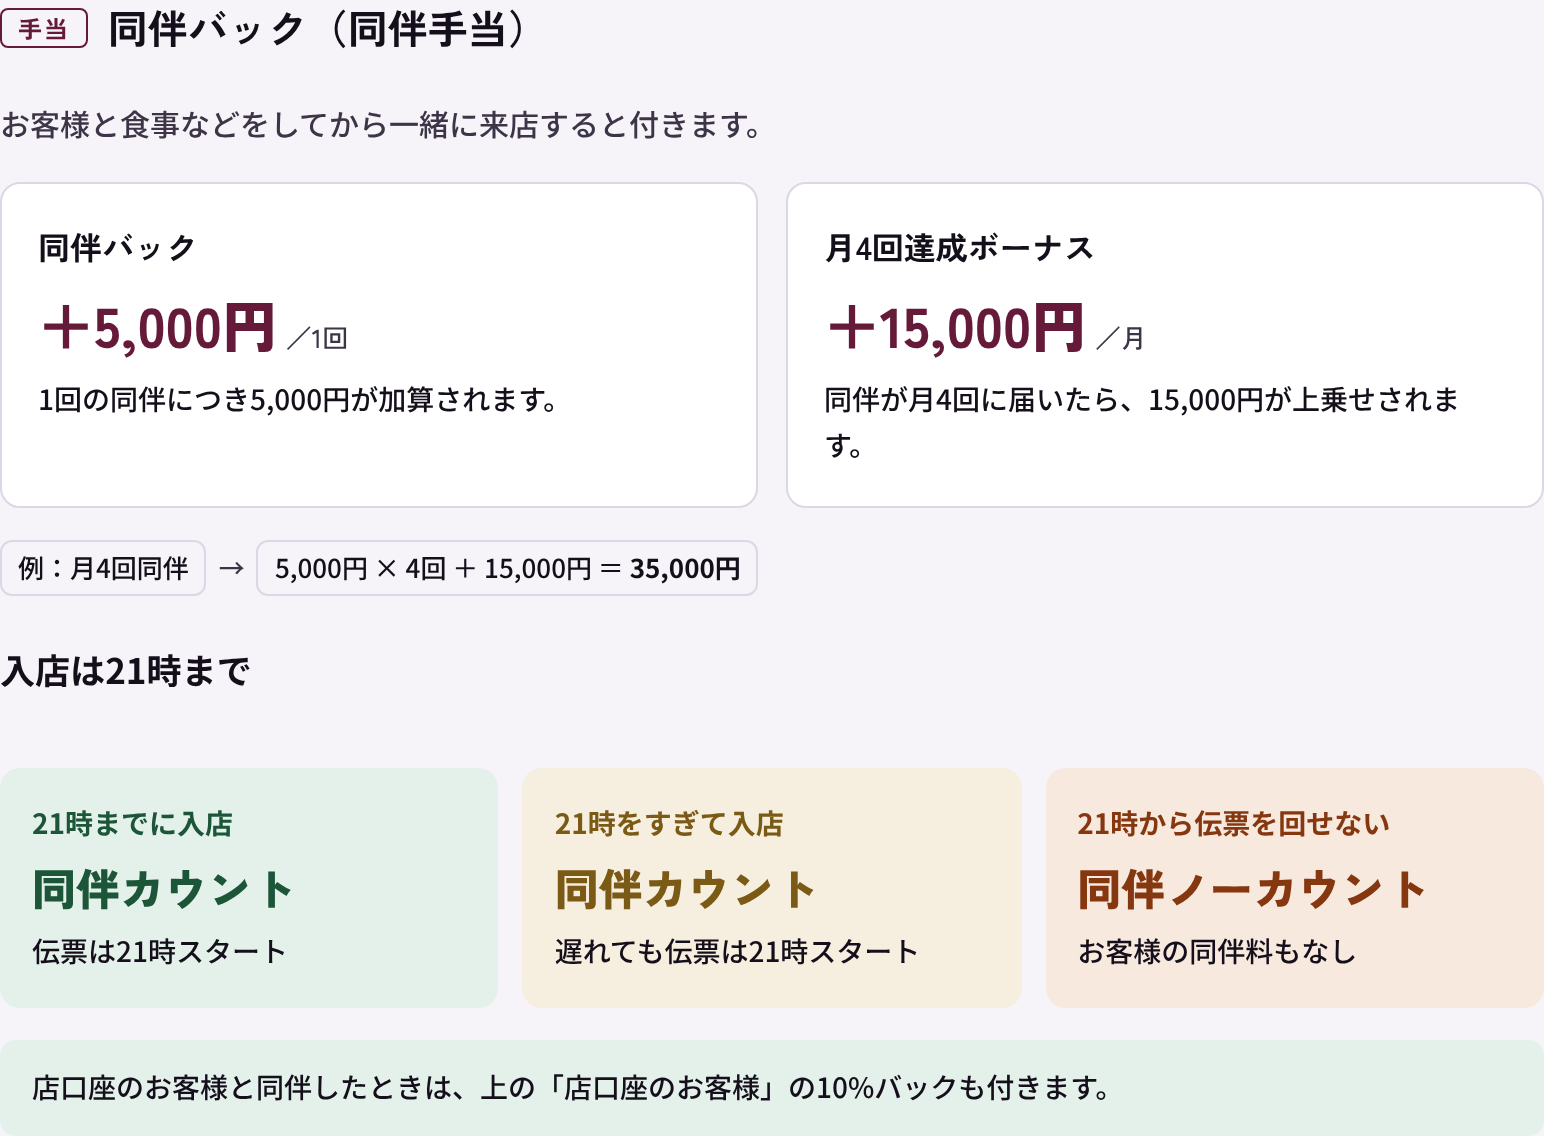 手当
同伴バック（同伴手当）
お客様と食事などをしてから一緒に来店すると付きます。
同伴バック
＋5,000円 ／1回
1回の同伴につき5,000円が加算されます。
月4回達成ボーナス
＋15,000円 ／月
同伴が月4回に届いたら、15,000円が上乗せされま
す。
例：月4回同伴 → 5,000円 × 4回 ＋ 15,000円 ＝ 35,000円
入店は21時まで
21時までに入店
同伴カウント
伝票は21時スタート
21時をすぎて入店
同伴カウント
遅れても伝票は21時スタート
21時から伝票を回せない
同伴ノーカウント
お客様の同伴料もなし
店口座のお客様と同伴したときは、上の「店口座のお客様」の10%バックも付きます。